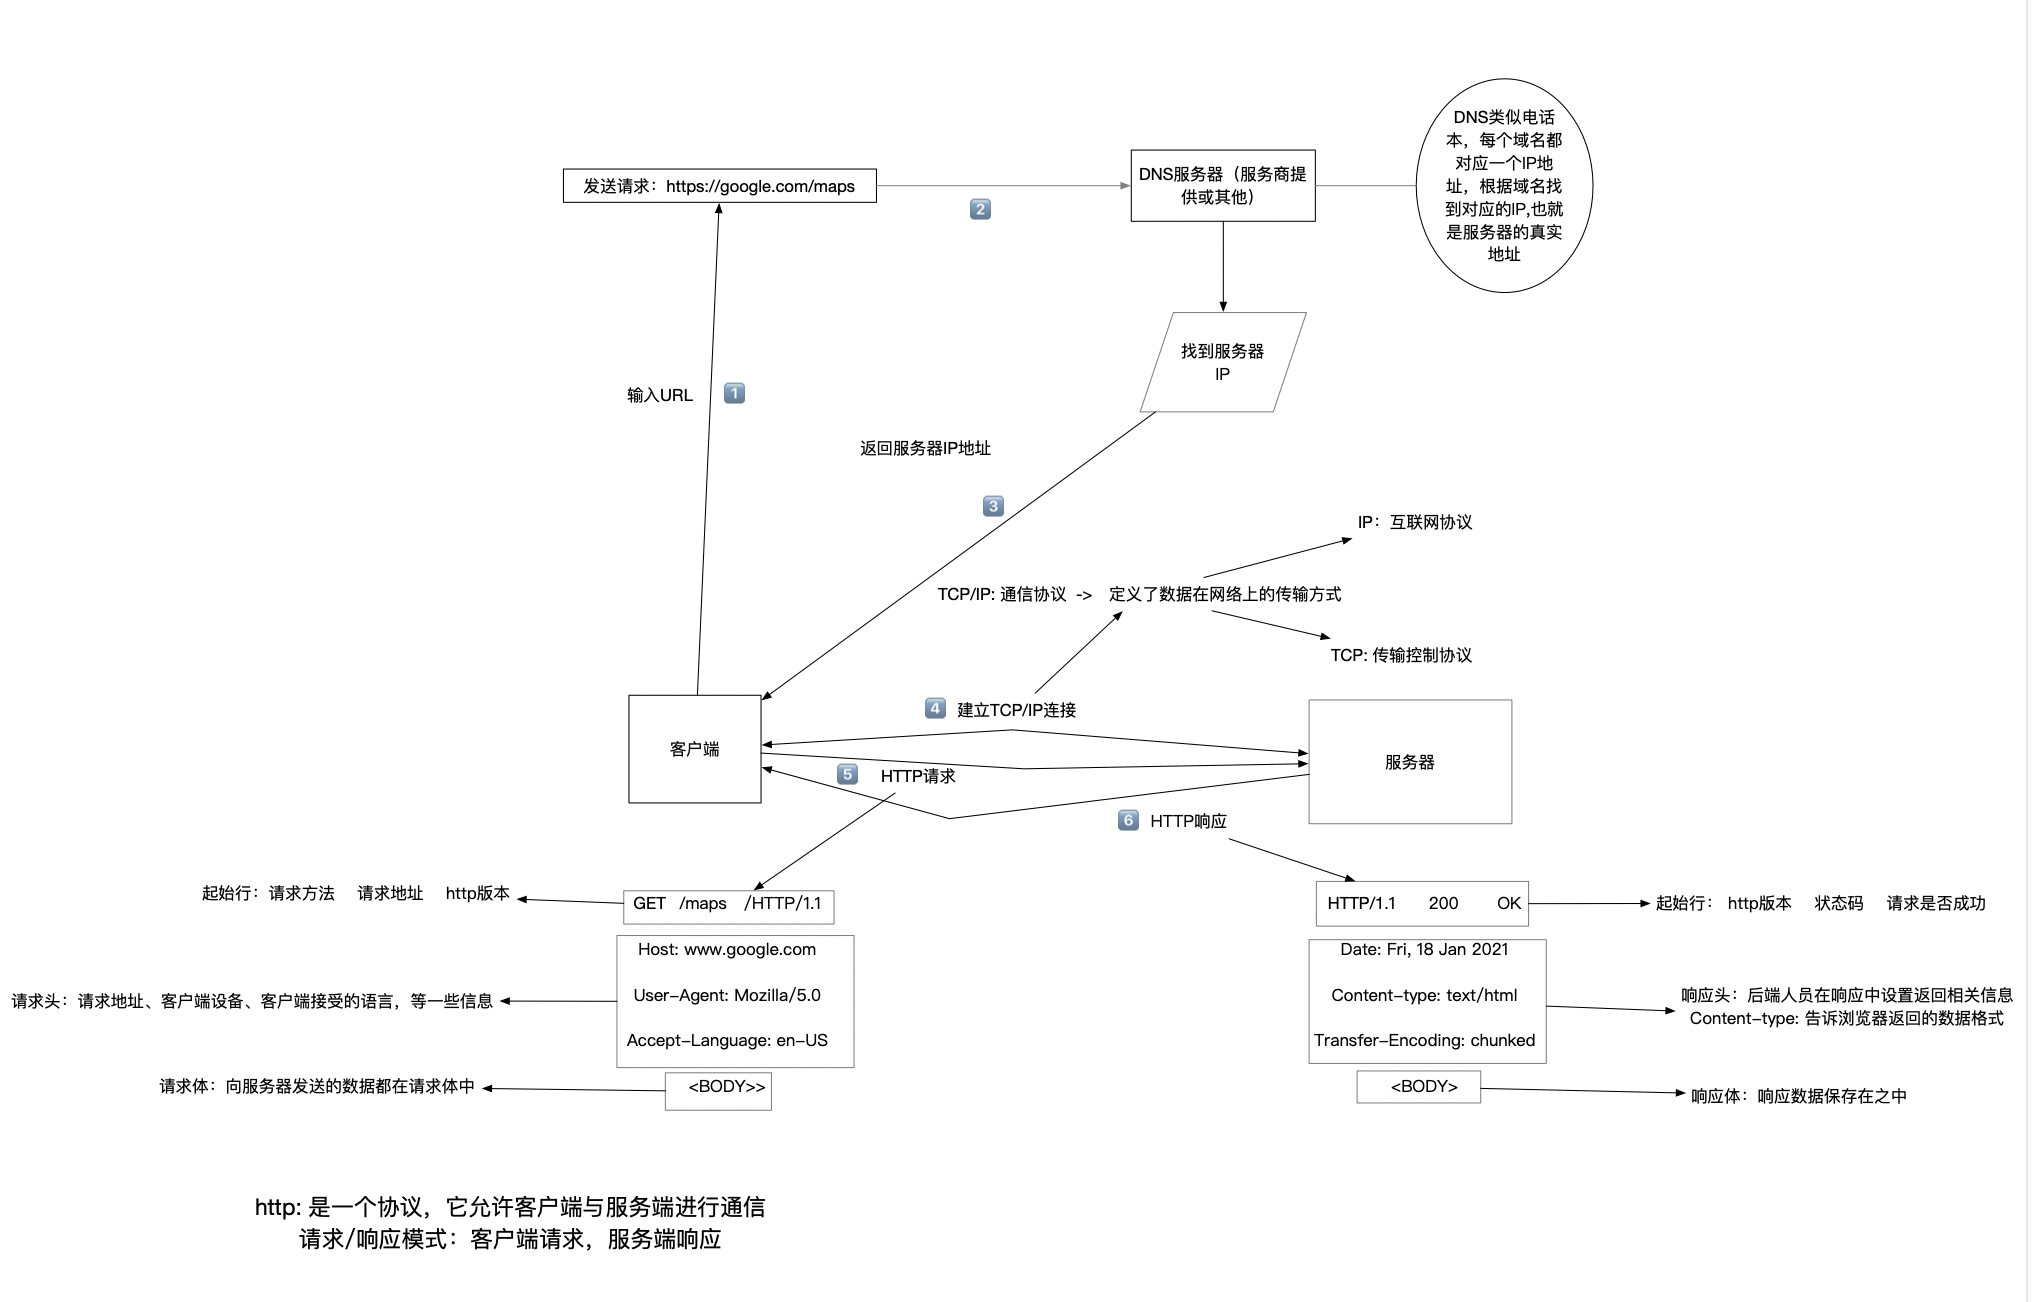 DNS类似电话
本，每个域名都
对应一个IP地
址，根据域名找
到对应的IP,也就
是服务器的真实
地址
发送请求：https://google.com/maps
DNS服务器（服务商提
供或其他）
2
找到服务器
IP
输入URL
1
返回服务器IP地址
3
IP：互联网协议
TCP/IP: 通信协议 -> 定义了数据在网络上的传输方式
TCP: 传输控制协议
4 建立TCP/IP连接
客户端
服务器
5 HTTP请求
6 HTTP响应
起始行：请求方法 请求地址 http版本
GET /maps /HTTP/1.1
HTTP/1.1 200 OK
起始行： http版本 状态码 请求是否成功
Host: www.google.com
User-Agent: Mozilla/5.0
Accept-Language: en-US
请求头：请求地址、客户端设备、客户端接受的语言，等一些信息
Date: Fri, 18 Jan 2021
Content-type: text/html
Transfer-Encoding: chunked
响应头：后端人员在响应中设置返回相关信息
Content-type: 告诉浏览器返回的数据格式
请求体：向服务器发送的数据都在请求体中
<BODY>>
<BODY>
响应体：响应数据保存在之中
http: 是一个协议，它允许客户端与服务端进行通信
请求/响应模式：客户端请求，服务端响应